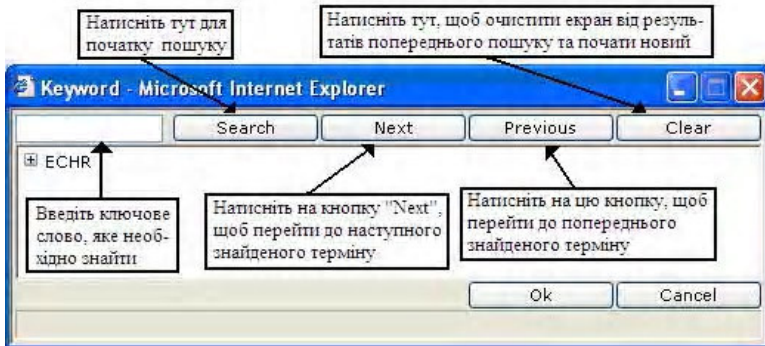 Натисніть тут для
початку пошуку
Натисніть тут, щоб очистити екран від резуль-
татів попереднього пошуку та почати новий
Keyword - Microsoft Internet Explorer
Search Next Previous Clear
ECHR
Введіть ключове
слово, яке необ-
хідно знайти
Натисніть на кнопку "Next",
щоб перейти до наступного
знайденого терміну
Натисніть на цю кнопку, щоб
перейти до попереднього
знайденого терміну
Ok Cancel